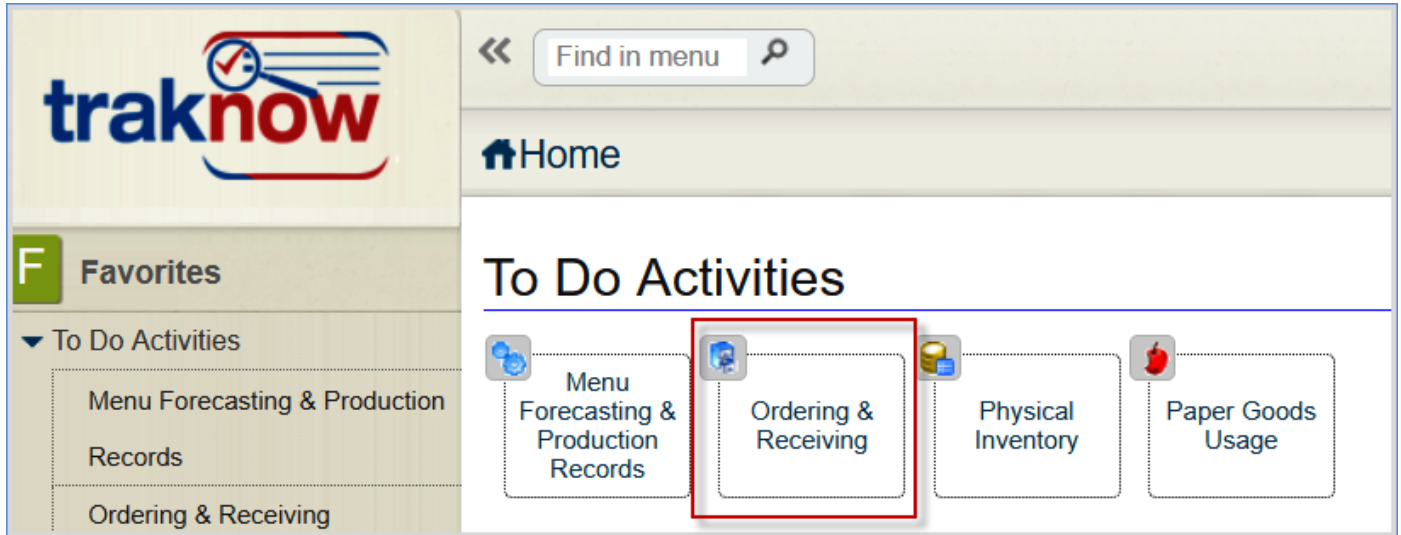 traknow
Find in menu
Home
F Favorites
To Do Activities
Menu Forecasting & Production
Records
Ordering & Receiving
To Do Activities
Menu
Forecasting &
Production
Records
Ordering &
Receiving
Physical
Inventory
Paper Goods
Usage